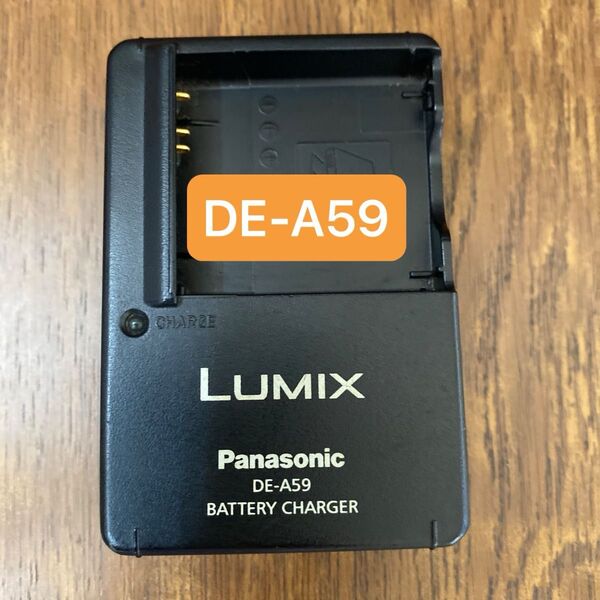 DE-A59
CHARGE
LUMIX
Panasonic
DE-A59
BATTERY CHARGER